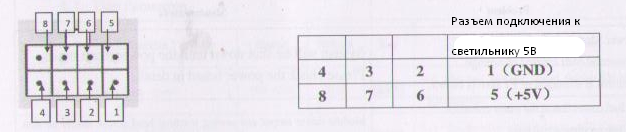 8 7 6 5
4 3 2 1
Разъем подключения к
светильнику 5В
4 3 2 1 (GND)
8 7 6 5 (+5V)